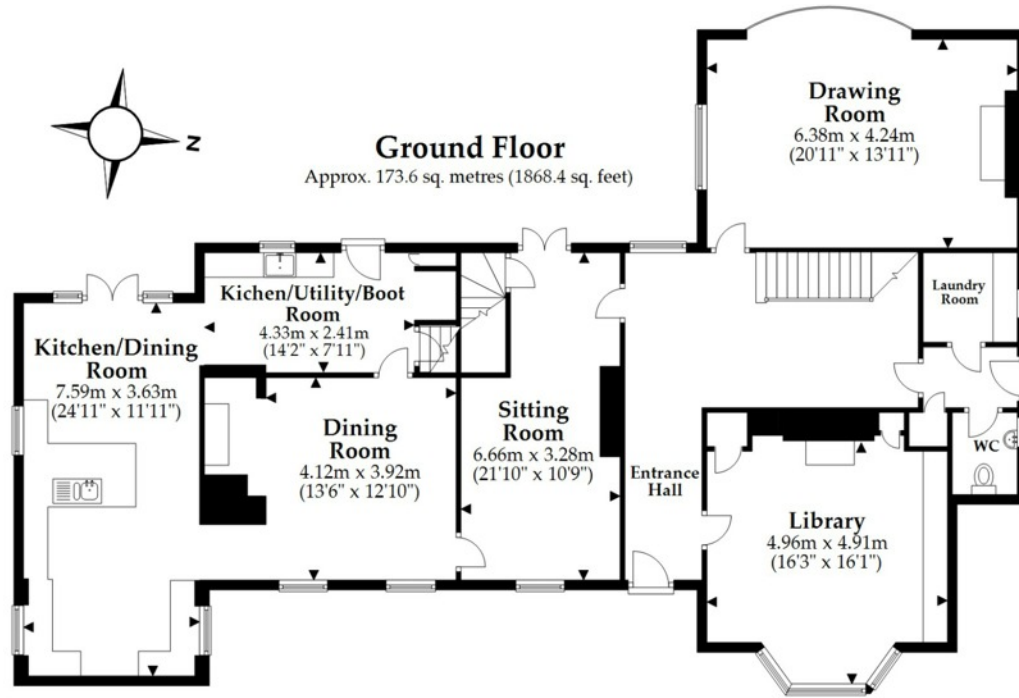 N
Ground Floor
Approx. 173.6 sq. metres (1868.4 sq. feet)
Drawing
Room
6.38m x 4.24m
(20'11" x 13'11")
Kichen/Utility/Boot
Room
4.33m x 2.41m
(14'2" x 7'11")
Laundry
Room
Kitchen/Dining
Room
7.59m x 3.63m
(24'11" x 11'11")
Dining
Room
4.12m x 3.92m
(13'6" x 12'10")
Sitting
Room
6.66m x 3.28m
(21'10" x 10'9")
Entrance
Hall
WC
Library
4.96m x 4.91m
(16'3" x 16'1")